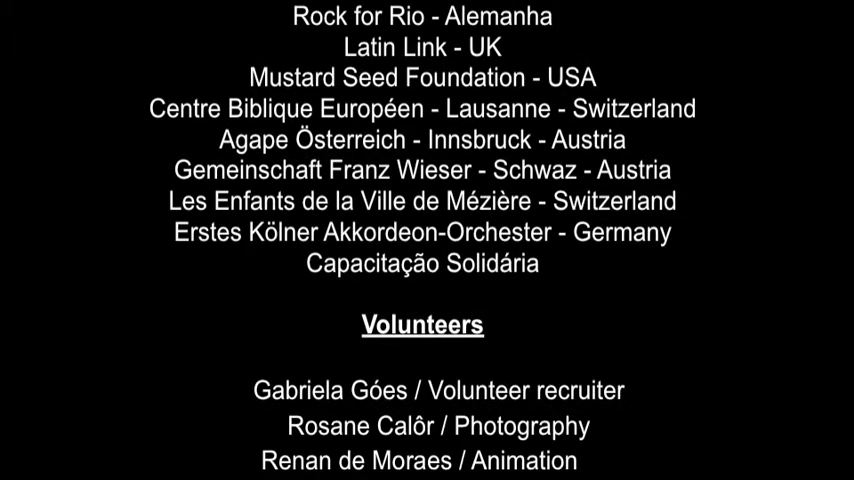 Rock for Rio - Alemanha
Latin Link - UK
Mustard Seed Foundation - USA
Centre Biblique Européen - Lausanne - Switzerland
Agape Österreich - Innsbruck - Austria
Gemeinschaft Franz Wieser - Schwaz - Austria
Les Enfants de la Ville de Mézière - Switzerland
Erstes Kölner Akkordeon-Orchester - Germany
Capacitação Solidária
Volunteers
Gabriela Góes / Volunteer recruiter
Rosane Calôr / Photography
Renan de Moraes / Animation